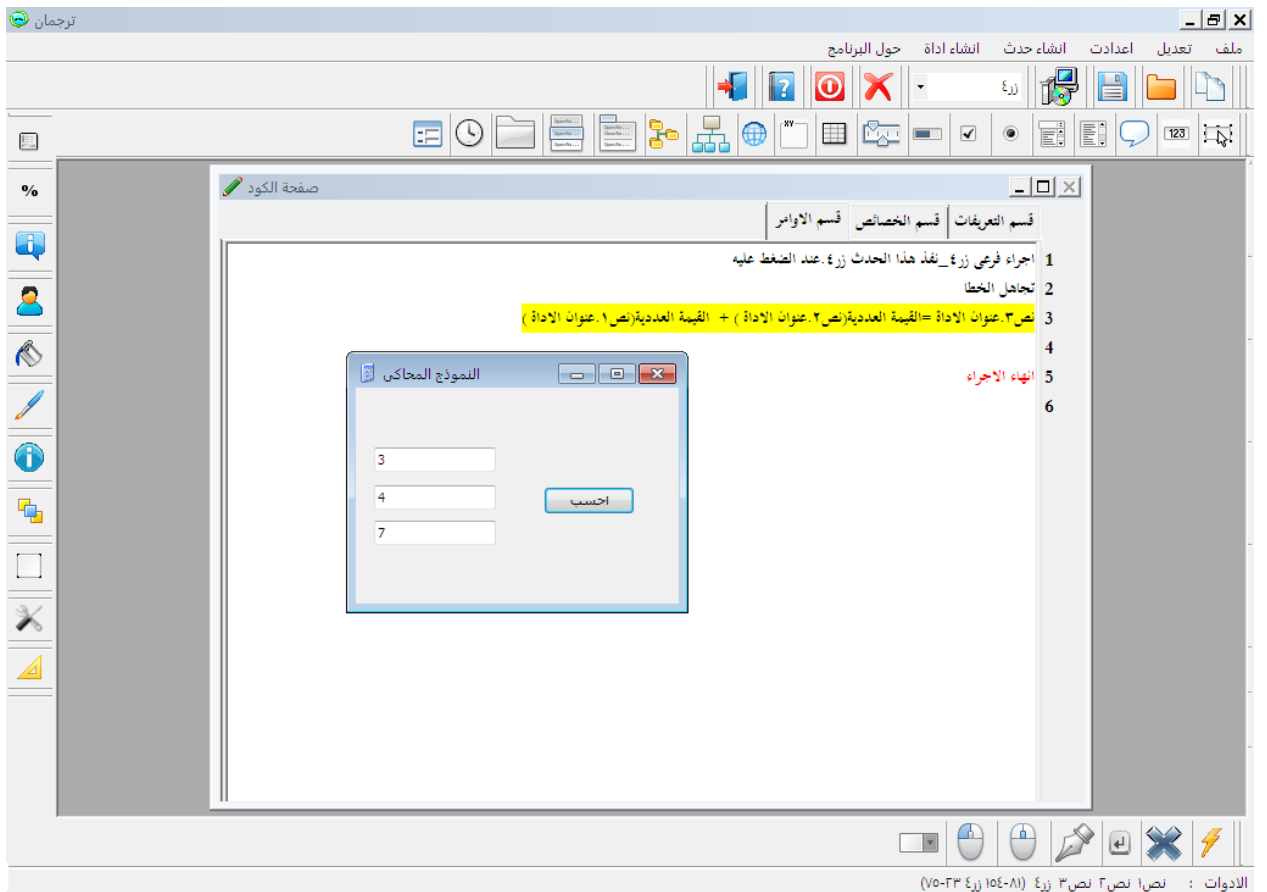 ترجمان
ملف تعديل اعدادت انشاء حدث انشاء اداة حول البرنامج
زر٤
XY
123
%
صفحة الكود
قسم التعريفات قسم الخصائص قسم الاوامر
1 اجراء فرعى زر٤_نفذ هذا الحدث زر٤.عند الضغط عليه
2 تجاهل الخطا
3 نص٣.عنوان الاداة =القيمة العددية(نص٢.عنوان الاداة ) + القيمة العددية(نص١.عنوان الاداة )
4
5 انهاء الاجراء
6
النموذج المحاكى
3
4
احسب
7
الادوات : نص١ نص٢ نص٣ زر٤ (٨١-١٥٤ زر٤ ٢٣-٧٥)